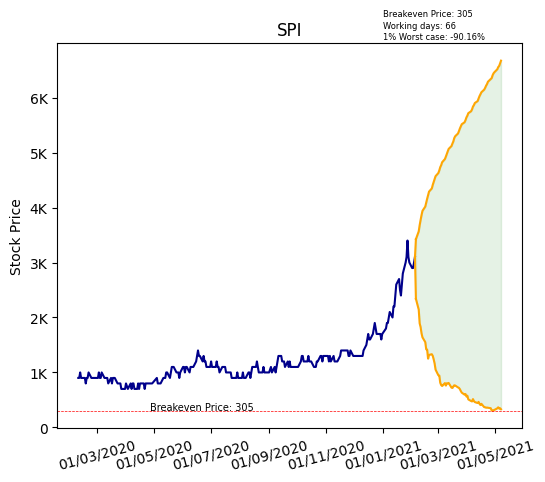 Breakeven Price: 305
Working days: 66
1% Worst case: -90.16%
SPI
Stock Price
6K
5K
4K
3K
2K
1K
0
Breakeven Price: 305
01/03/2020
01/05/2020
01/07/2020
01/09/2020
01/11/2020
01/01/2021
01/03/2021
01/05/2021